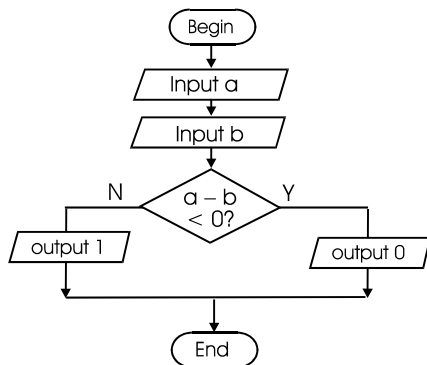 Begin
Input a
Input b
N
Y
a – b
< 0?
output 1
output 0
End